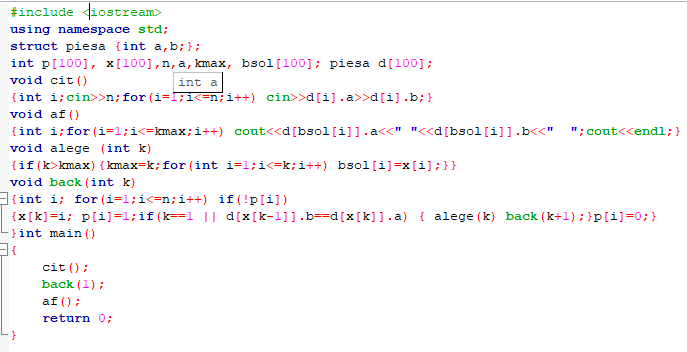 #include <iostream>
using namespace std;
struct piesa {int a,b;};
int p[100], x[100],n,a,kmax, bsol[100]; piesa d[100];
void cit()
int a
{int i;cin>>n;for(i=1;i<=n;i++) cin>>d[i].a>>d[i].b;}
void af()
{int i;for(i=1;i<=kmax;i++) cout<<d[bsol[i]].a<<" "<<d[bsol[i]].b<<"  ";cout<<endl;}
void alege (int k)
{if(k>kmax){kmax=k;for(int i=1;i<=k;i++) bsol[i]=x[i];}}
void back(int k)
{int i; for(i=1;i<=n;i++) if(!p[i])
{x[k]=i; p[i]=1;if(k==1 || d[x[k-1]].b==d[x[k]].a) { alege(k) back(k+1);}p[i]=0;}
}int main()
{
    cit();
    back(1);
    af();
    return 0;
}